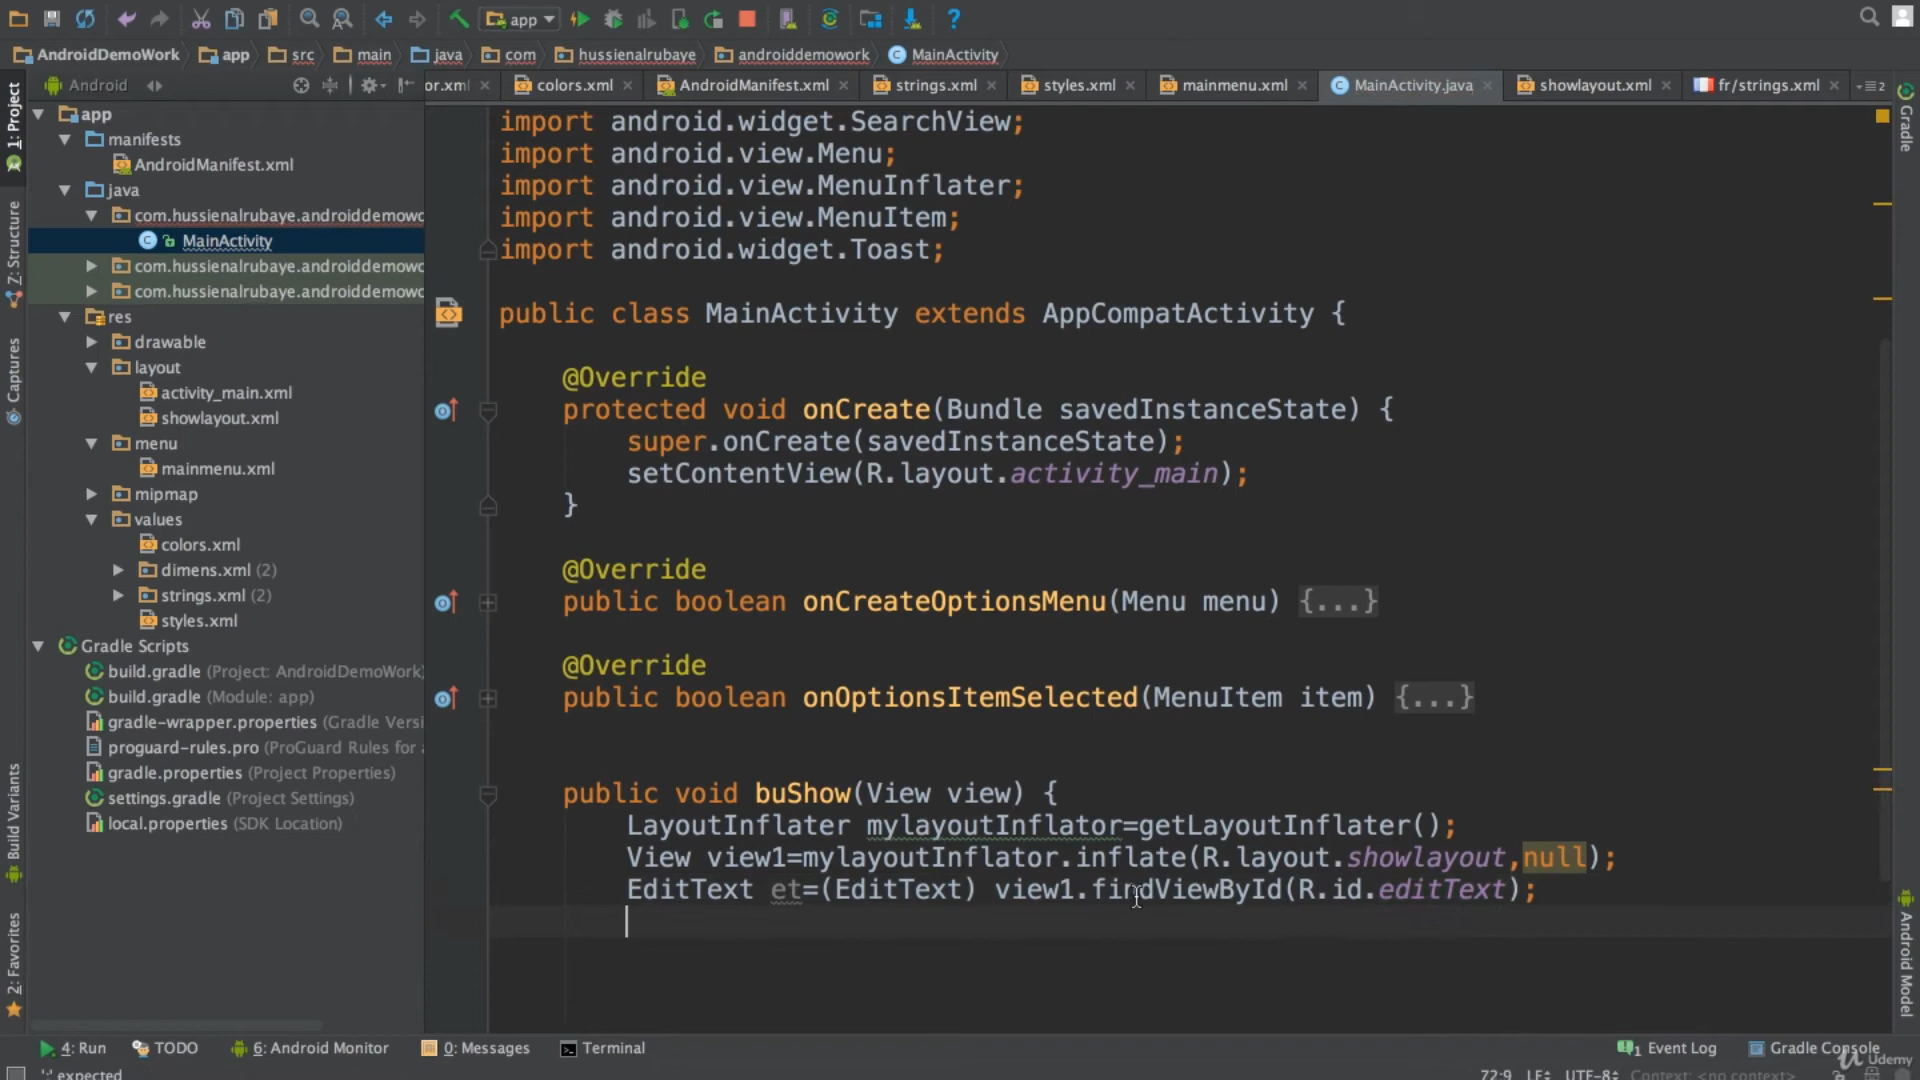 app
AndroidDemoWork
app
src
main
java
com
hussienalrubaye
androiddemowork
MainActivity
1: Project
Z: Structure
Captures
Build Variants
2: Favorites
Android
or.xml
colors.xml
AndroidManifest.xml
strings.xml
styles.xml
mainmenu.xml
MainActivity.java
showlayout.xml
fr/strings.xml
2
app
manifests
AndroidManifest.xml
java
com.hussienalrubaye.androiddemowo
MainActivity
com.hussienalrubaye.androiddemowo
com.hussienalrubaye.androiddemowo
res
drawable
layout
activity_main.xml
showlayout.xml
menu
mainmenu.xml
mipmap
values
colors.xml
dimens.xml (2)
strings.xml (2)
styles.xml
Gradle Scripts
build.gradle (Project: AndroidDemoWork)
build.gradle (Module: app)
gradle-wrapper.properties (Gradle Versi
proguard-rules.pro (ProGuard Rules for
gradle.properties (Project Properties)
settings.gradle (Project Settings)
local.properties (SDK Location)
import android.widget.SearchView;
import android.view.Menu;
import android.view.MenuInflater;
import android.view.MenuItem;
import android.widget.Toast;
public class MainActivity extends AppCompatActivity {
@Override
protected void onCreate(Bundle savedInstanceState) {
super.onCreate(savedInstanceState);
setContentView(R.layout.activity_main);
}
@Override
public boolean onCreateOptionsMenu(Menu menu) {...}
@Override
public boolean onOptionsItemSelected(MenuItem item) {...}
public void buShow(View view) {
LayoutInflater mylayoutInflator=getLayoutInflater();
View view1=mylayoutInflator.inflate(R.layout.showlayout,null);
EditText et=(EditText) view1.findViewById(R.id.editText);
Gradle
Android Model
4: Run
TODO
6: Android Monitor
0: Messages
Terminal
1 Event Log
Gradle Console
';' expected
72:9
LF
UTF-8
Context: <no context>
Udemy